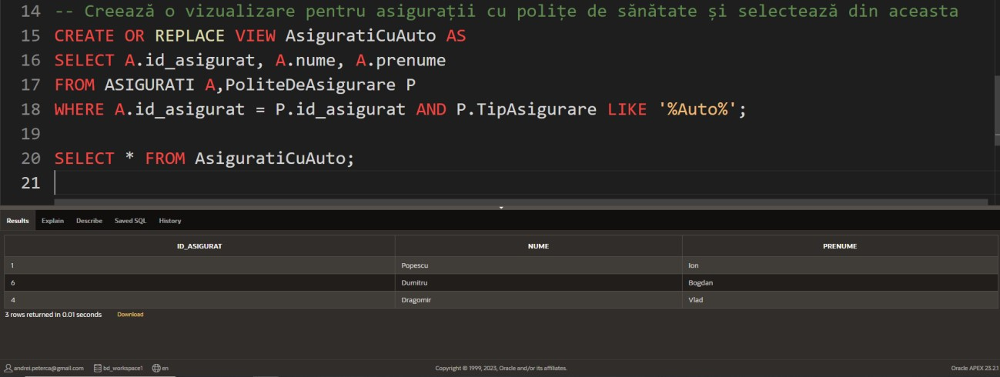 14 -- Creează o vizualizare pentru asigurații cu polițe de sănătate și selectează din aceasta
15 CREATE OR REPLACE VIEW AsiguratiCuAuto AS
16 SELECT A.id_asigurat, A.nume, A.prenume
17 FROM ASIGURATI A,PoliteDeAsigurare P
18 WHERE A.id_asigurat = P.id_asigurat AND P.TipAsigurare LIKE '%Auto%';
19
20 SELECT * FROM AsiguratiCuAuto;
21
Results Explain Describe Saved SQL History
ID_ASIGURAT NUME PRENUME
1 Popescu Ion
6 Dumitru Bogdan
4 Dragomir Vlad
3 rows returned in 0.01 seconds Download
andrei.peterca@gmail.com bd_workspace1 en Copyright © 1999, 2023, Oracle and/or its affiliates. Oracle APEX 23.2.1